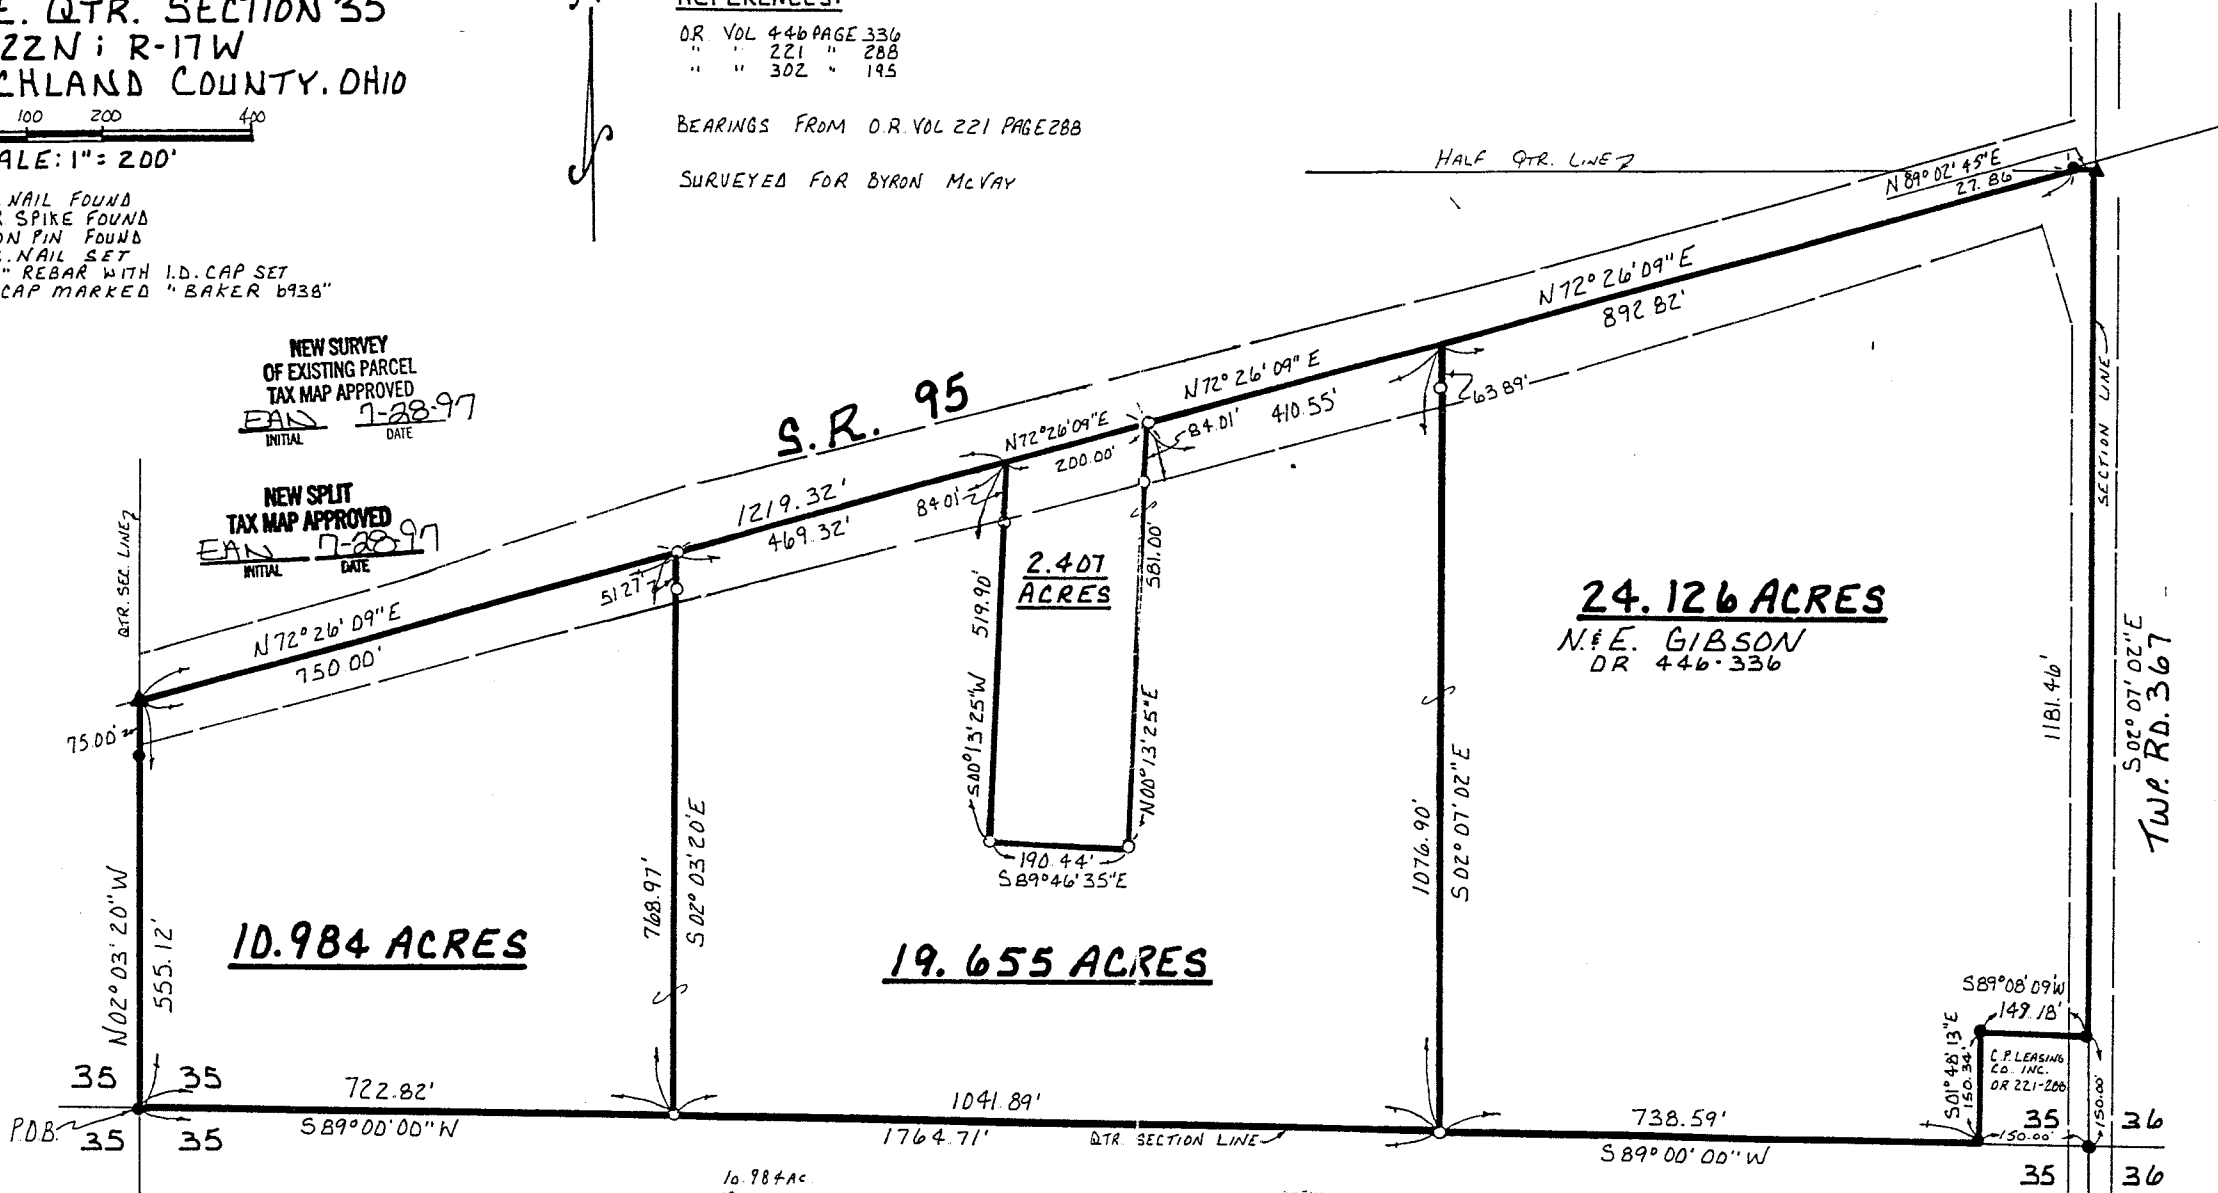 E. QTR. SECTION 35
22N; R-17W
CHLAND COUNTY, OHIO
100 200 400
ALE: 1" = 200'
NAIL FOUND
R SPIKE FOUND
ON PIN FOUND
. NAIL SET
" REBAR WITH I.D. CAP SET
CAP MARKED "BAKER 6938"
REFERENCES:
O.R. VOL 446 PAGE 336
" " 221 " 288
" " 302 " 195
BEARINGS FROM O.R. VOL 221 PAGE 288
SURVEYED FOR BYRON McVAY
NEW SURVEY
OF EXISTING PARCEL
TAX MAP APPROVED
EAN 7-28-97
INITIAL DATE
NEW SPLIT
TAX MAP APPROVED
EAN 7-28-97
INITIAL DATE
HALF QTR. LINE
N 89° 02' 45" E
27.86
N 72° 26' 09" E
892.82'
S.R. 95
N 72° 26' 09" E
410.55'
84.01'
63.89'
N 72° 26' 09" E
200.00'
1219.32'
469.32'
84.01'
N 72° 26' 09" E
750.00'
51.27'
QTR. SEC. LINE
75.00'
2.407
ACRES
519.90'
S 00° 13' 25" W
581.00'
N 00° 13' 25" E
190.44'
S 89° 46' 35" E
24.126 ACRES
N. & E. GIBSON
OR 446-336
SECTION LINE
S 02° 07' 02" E
TWP. RD. 367
1181.46'
N 02° 03' 20" W
555.12'
10.984 ACRES
768.97'
S 02° 03' 20" E
19.655 ACRES
1076.90'
S 02° 07' 02" E
S 89° 08' 09" W
149.18'
S 01° 48' 13" E
150.34'
C.P. LEASING
CO. INC.
OR 221-288
150.00'
150.00'
35 35
P.O.B.
35 35
722.82'
S 89° 00' 00" W
1041.89'
1764.71'
QTR. SECTION LINE
738.59'
S 89° 00' 00" W
35 36
35 36
10.984 AC.